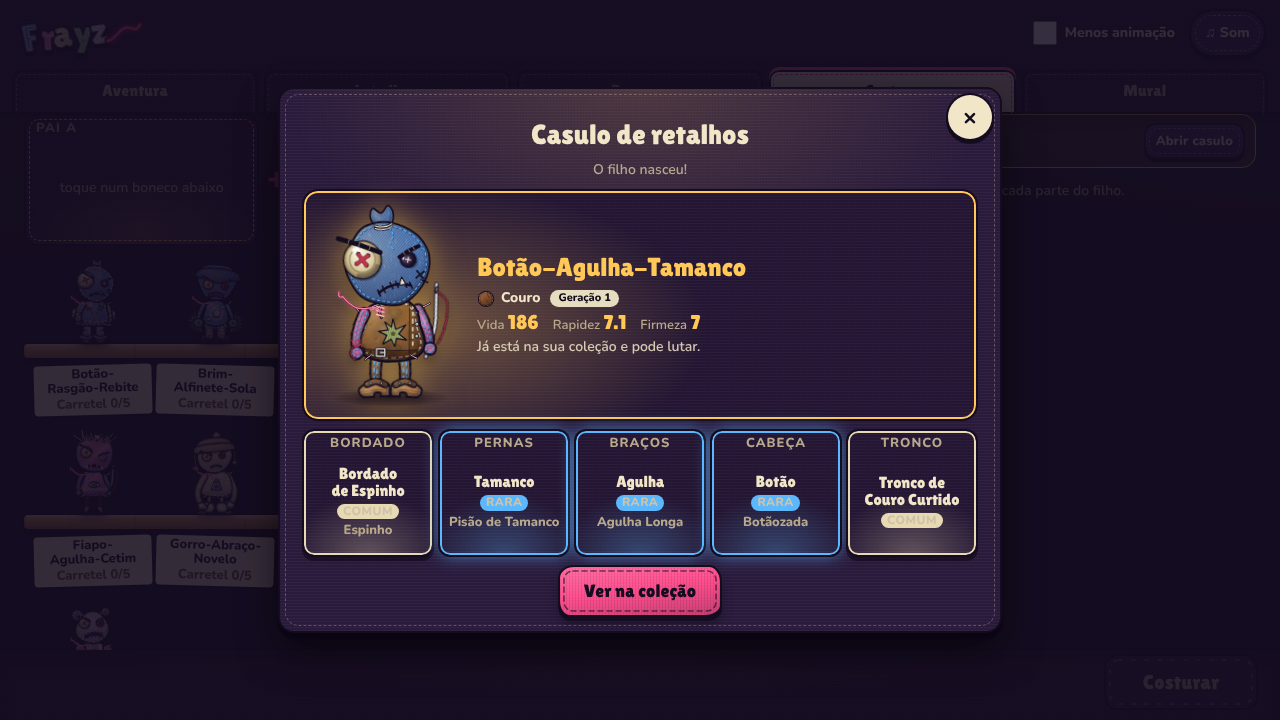 Frayz
Menos animação
♫ Som
Aventura
Mural
PAI A
toque num boneco abaixo
Abrir casulo
cada parte do filho.
Casulo de retalhos
×
O filho nasceu!
Botão-Agulha-Tamanco
Couro
Geração 1
Vida 186 Rapidez 7.1 Firmeza 7
Já está na sua coleção e pode lutar.
BORDADO
Bordado
de Espinho
COMUM
Espinho
PERNAS
Tamanco
RARA
Pisão de Tamanco
BRAÇOS
Agulha
RARA
Agulha Longa
CABEÇA
Botão
RARA
Botãozada
TRONCO
Tronco de
Couro Curtido
COMUM
Ver na coleção
Botão-
Rasgão-Rebite
Carretel 0/5
Brim-
Alfinete-Sola
Carretel 0/5
Fiapo-
Agulha-Cetim
Carretel 0/5
Gorro-Abraço-
Novelo
Carretel 0/5
Costurar